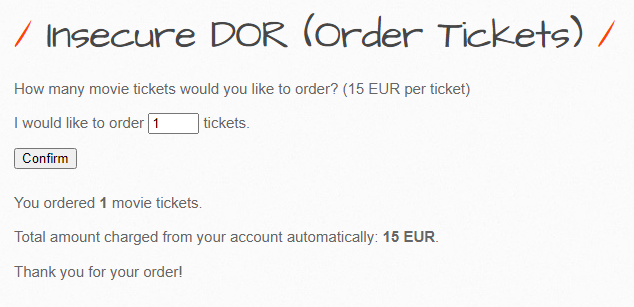 / Insecure DOR (Order Tickets) /
How many movie tickets would you like to order? (15 EUR per ticket)
I would like to order 1 tickets.
Confirm
You ordered 1 movie tickets.
Total amount charged from your account automatically: 15 EUR.
Thank you for your order!